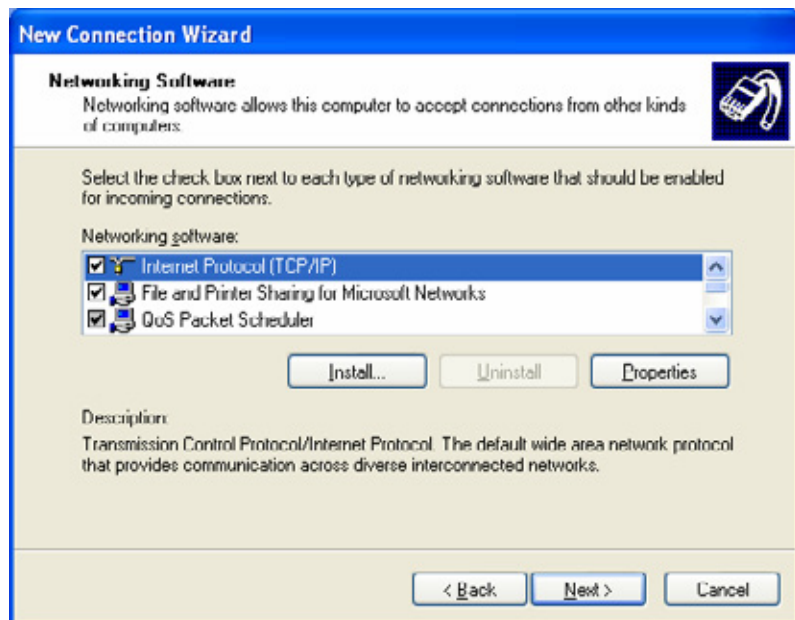 New Connection Wizard
Networking Software
Networking software allows this computer to accept connections from other kinds
of computers.
Select the check box next to each type of networking software that should be enabled
for incoming connections.
Networking software:
Internet Protocol (TCP/IP)
File and Printer Sharing for Microsoft Networks
QoS Packet Scheduler
Install... Uninstall Properties
Description:
Transmission Control Protocol/Internet Protocol. The default wide area network protocol
that provides communication across diverse interconnected networks.
< Back Next > Cancel